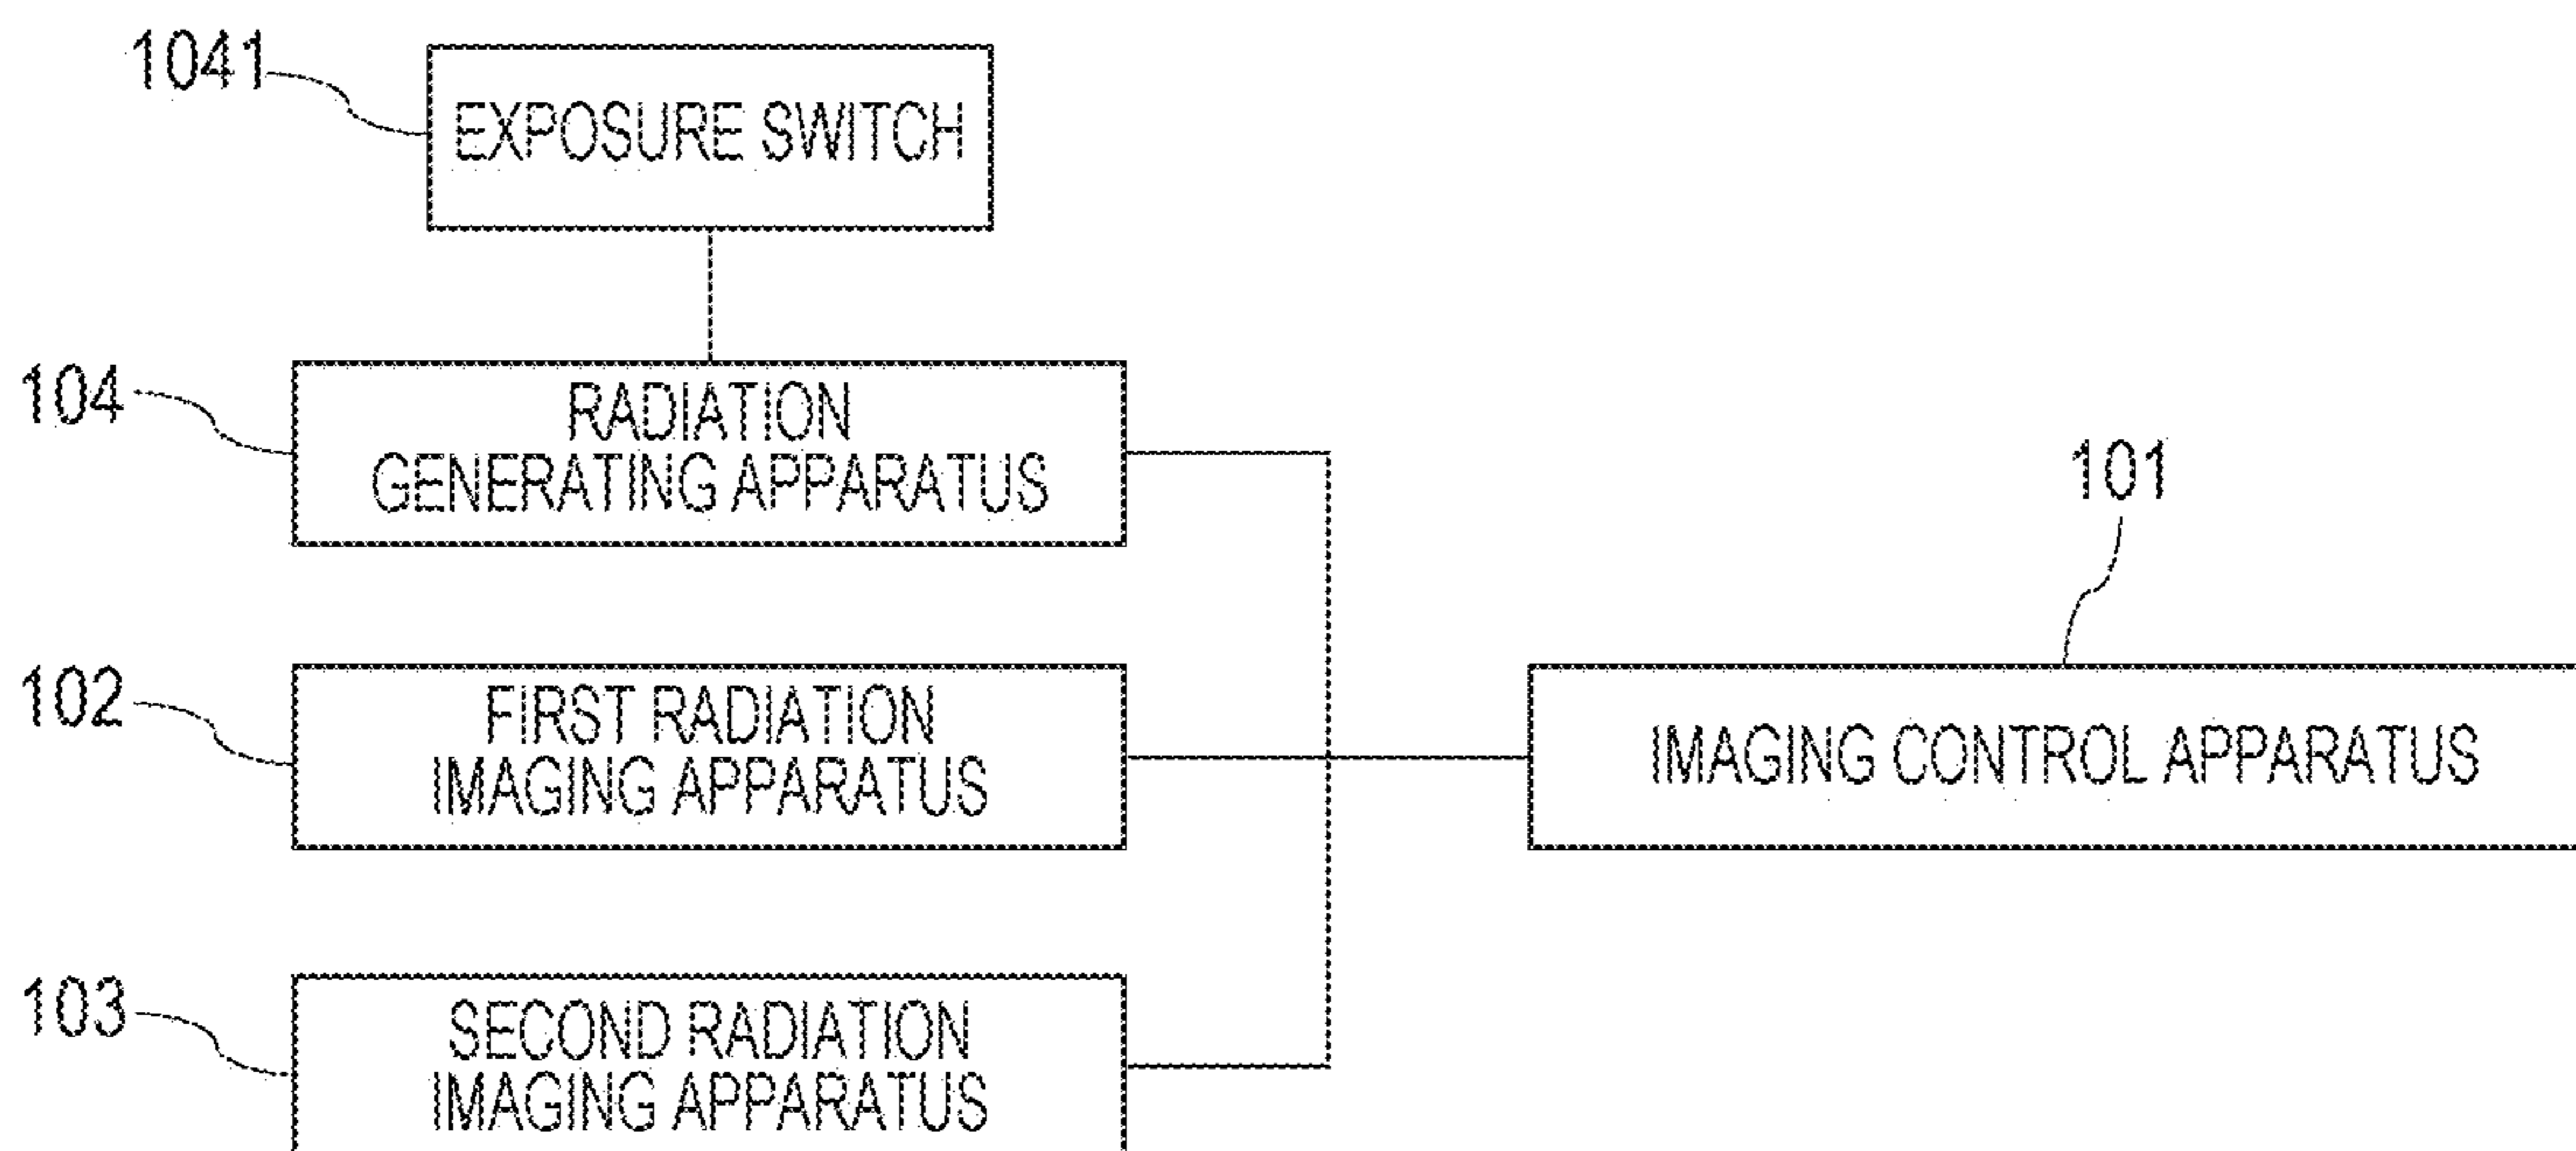 1041
EXPOSURE SWITCH
104
RADIATION
GENERATING APPARATUS
101
102
FIRST RADIATION
IMAGING APPARATUS
IMAGING CONTROL APPARATUS
103
SECOND RADIATION
IMAGING APPARATUS